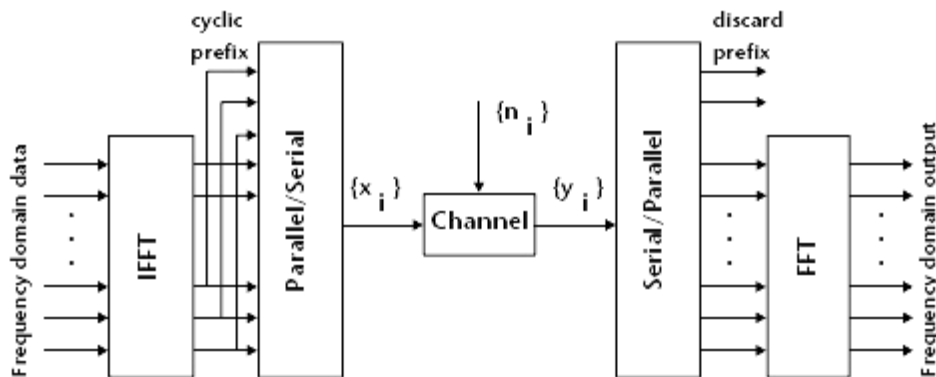 cyclic
prefix
discard
prefix
Frequency domain data
IFFT
Parallel/Serial
{x i}
{n i}
Channel
{y i}
Serial/Parallel
FFT
Frequency domain output